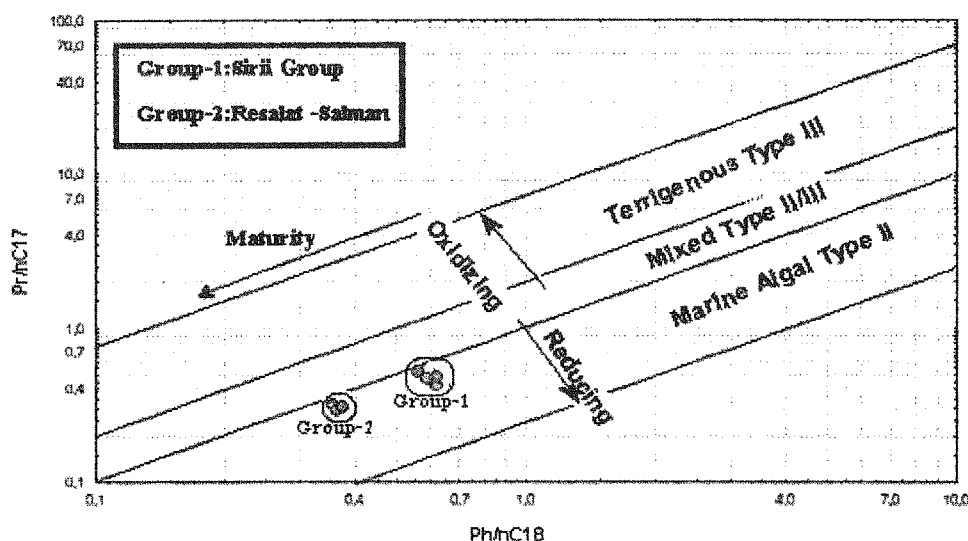 100,0
70,0
40,0
10,0
7,0
4,0
1,0
0,7
0,4
0,1
Pr/nC17
Group-1:Sirii Group
Group-2:Resalat -Salman
Maturity
Oxidizing
Reducing
Terrigenous Type III
Mixed Type II/III
Marine Algal Type II
Group-1
Group-2
0,1
0,4
0,7
1,0
4,0
7,0
10,0
Ph/nC18